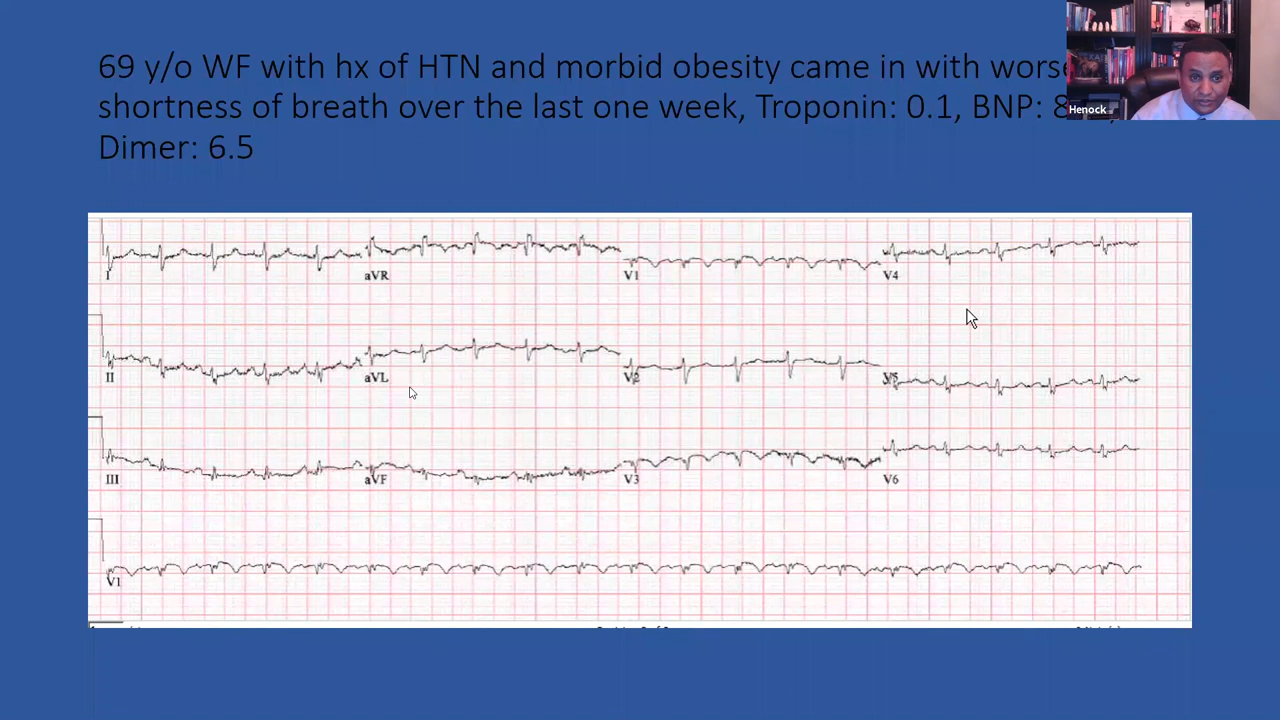 69 y/o WF with hx of HTN and morbid obesity came in with
shortness of breath over the last one week, Troponin: 0.1, BNP:
Dimer: 6.5
Henock
I
aVR
V1
V4
II
aVL
V2
V5
III
aVF
V3
V6
V1